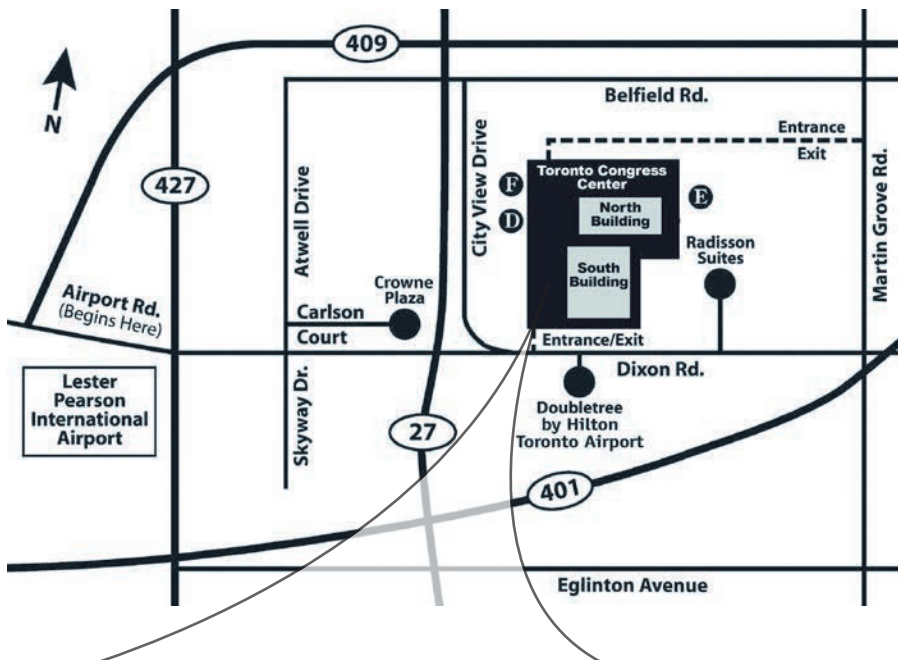 409
N
Belfield Rd.
Entrance
Exit
427
Atwell Drive
City View Drive
F
D
Toronto Congress
Center
North
Building
E
South
Building
Radisson
Suites
Martin Grove Rd.
Airport Rd.
(Begins Here)
Crowne
Plaza
Carlson
Court
Entrance/Exit
Dixon Rd.
Lester
Pearson
International
Airport
Skyway Dr.
27
Doubletree
by Hilton
Toronto Airport
401
Eglinton Avenue